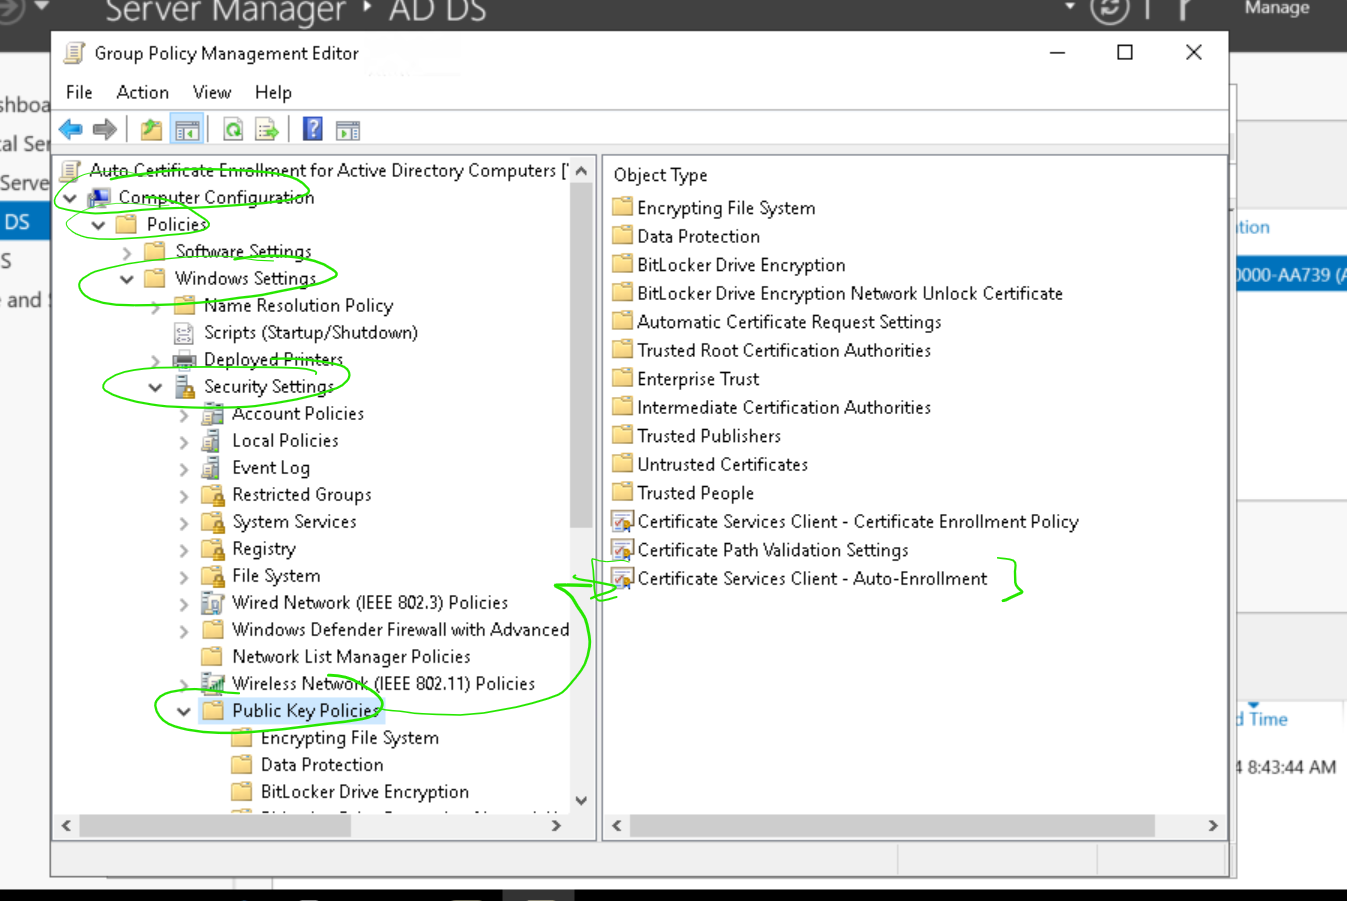 Server Manager ‣ AD DS
Manage
Group Policy Management Editor
File Action View Help
Auto Certificate Enrollment for Active Directory Computers ['
Computer Configuration
Policies
Software Settings
Windows Settings
Name Resolution Policy
Scripts (Startup/Shutdown)
Deployed Printers
Security Settings
Account Policies
Local Policies
Event Log
Restricted Groups
System Services
Registry
File System
Wired Network (IEEE 802.3) Policies
Windows Defender Firewall with Advanced
Network List Manager Policies
Wireless Network (IEEE 802.11) Policies
Public Key Policies
Encrypting File System
Data Protection
BitLocker Drive Encryption
Object Type
Encrypting File System
Data Protection
BitLocker Drive Encryption
BitLocker Drive Encryption Network Unlock Certificate
Automatic Certificate Request Settings
Trusted Root Certification Authorities
Enterprise Trust
Intermediate Certification Authorities
Trusted Publishers
Untrusted Certificates
Trusted People
Certificate Services Client - Certificate Enrollment Policy
Certificate Path Validation Settings
Certificate Services Client - Auto-Enrollment
shboa
cal Ser
Serve
DS
S
e and S
tion
0000-AA739 (A
d Time
4 8:43:44 AM